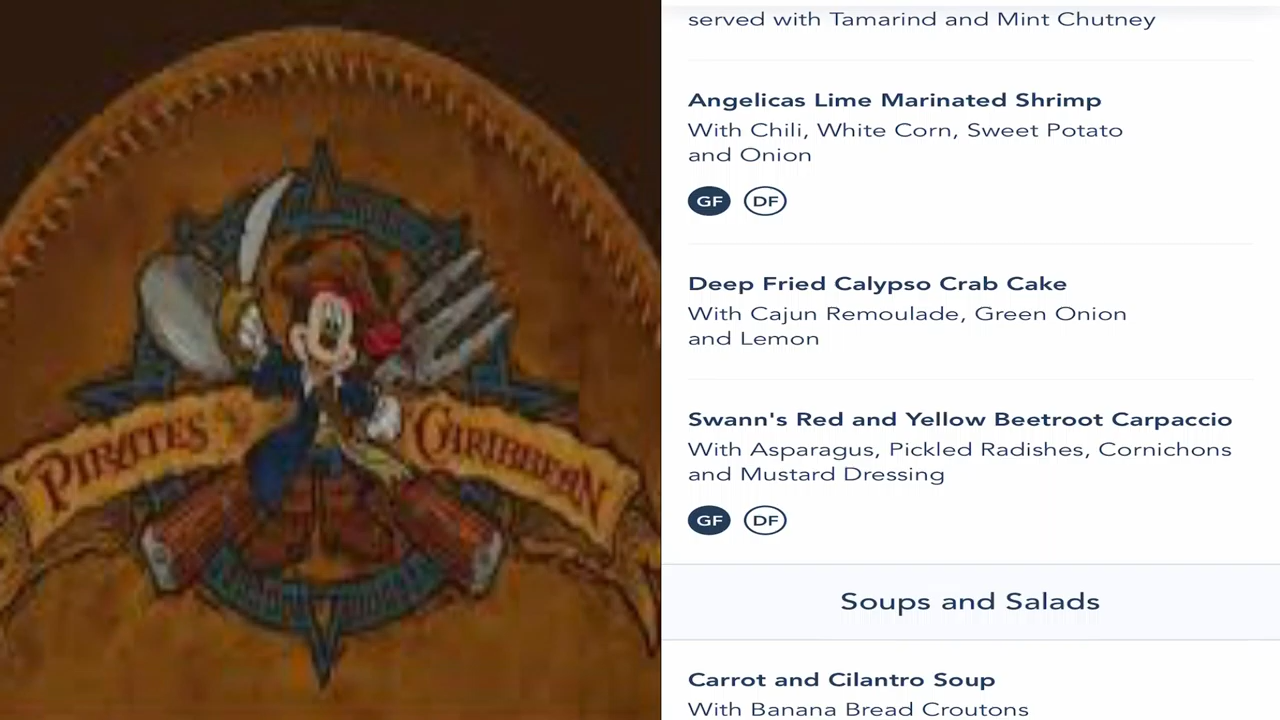 PIRATES
CARIBBEAN
served with Tamarind and Mint Chutney
Angelicas Lime Marinated Shrimp
With Chili, White Corn, Sweet Potato
and Onion
GF DF
Deep Fried Calypso Crab Cake
With Cajun Remoulade, Green Onion
and Lemon
Swann's Red and Yellow Beetroot Carpaccio
With Asparagus, Pickled Radishes, Cornichons
and Mustard Dressing
GF DF
Soups and Salads
Carrot and Cilantro Soup
With Banana Bread Croutons